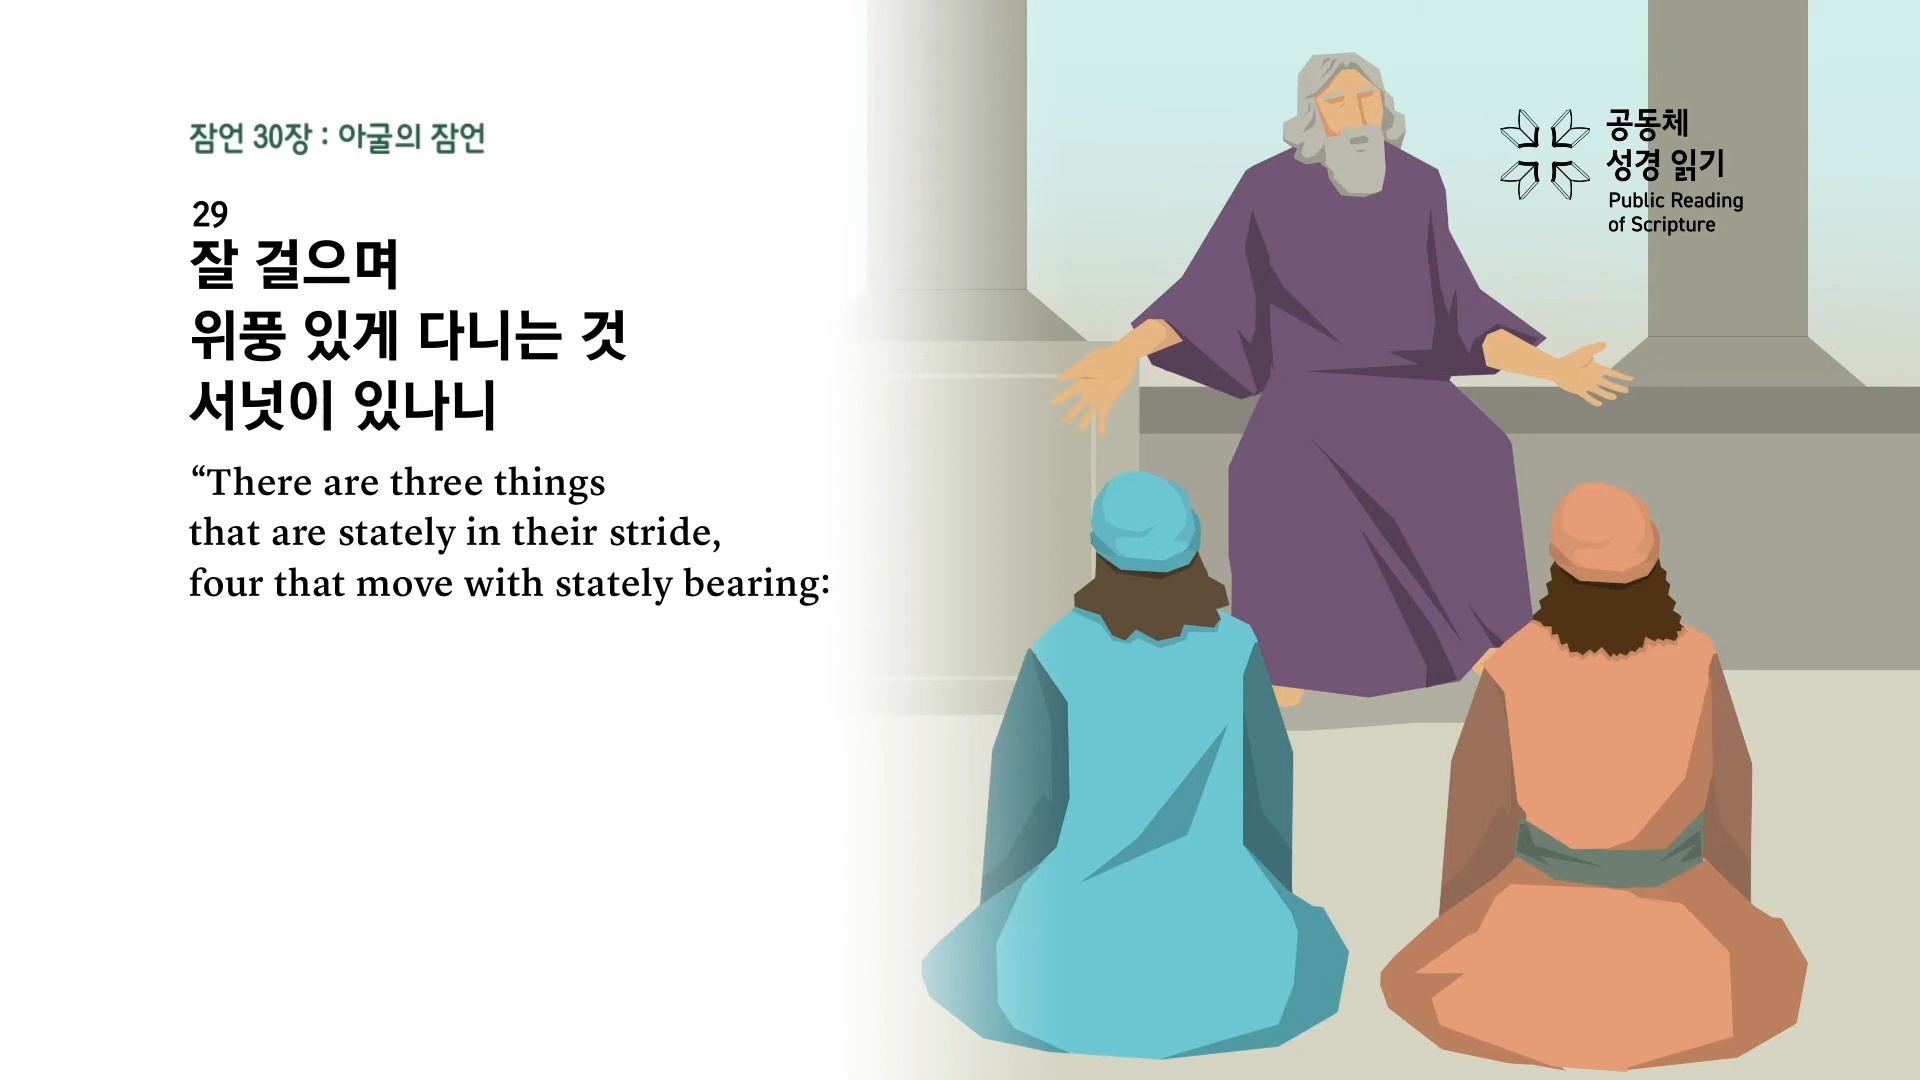 잠언 30장 : 아굴의 잠언
29
잘 걸으며
위풍 있게 다니는 것
서넛이 있나니
“There are three things
that are stately in their stride,
four that move with stately bearing:
공동체
성경 읽기
Public Reading
of Scripture